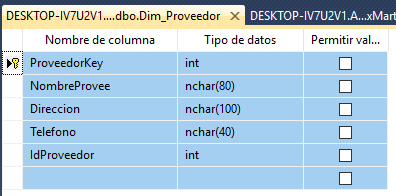 DESKTOP-IV7U2V1....dbo.Dim_Proveedor DESKTOP-IV7U2V1.A...xMart
Nombre de columna Tipo de datos Permitir val...
ProveedorKey int
NombreProvee nchar(80)
Direccion nchar(100)
Telefono nchar(40)
IdProveedor int